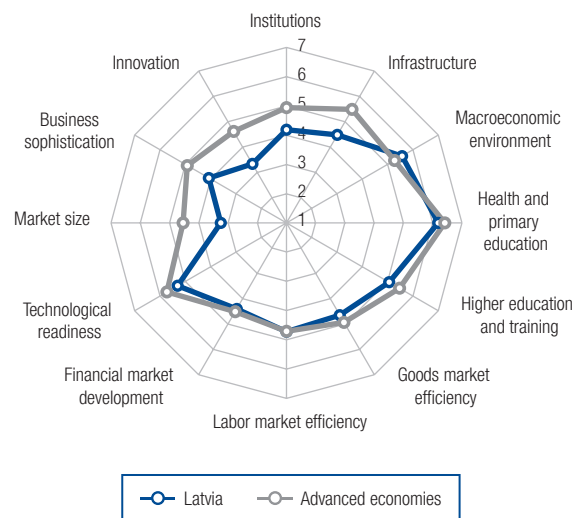 Institutions
Infrastructure
Macroeconomic
environment
Health and
primary
education
Higher education
and training
Goods market
efficiency
Labor market efficiency
Financial market
development
Technological
readiness
Market size
Business
sophistication
Innovation
7
6
5
4
3
2
1
Latvia
Advanced economies